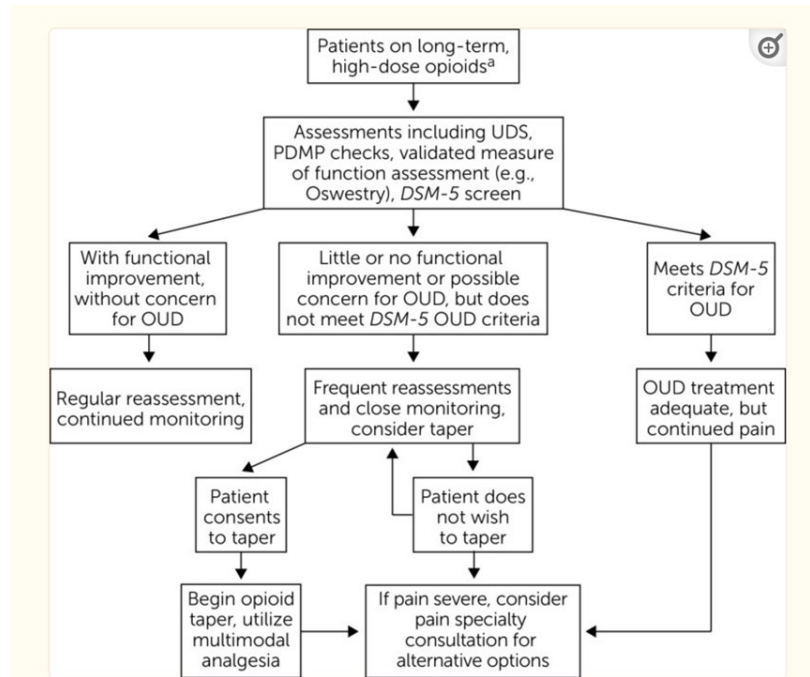 Patients on long-term,
high-dose opioidsª
Assessments including UDS,
PDMP checks, validated measure
of function assessment (e.g.,
Oswestry), DSM-5 screen
With functional
improvement,
without concern
for OUD
Little or no functional
improvement or possible
concern for OUD, but does
not meet DSM-5 OUD criteria
Meets DSM-5
criteria for
OUD
Regular reassessment,
continued monitoring
Frequent reassessments
and close monitoring,
consider taper
OUD treatment
adequate, but
continued pain
Patient
consents
to taper
Patient does
not wish
to taper
Begin opioid
taper, utilize
multimodal
analgesia
If pain severe, consider
pain specialty
consultation for
alternative options